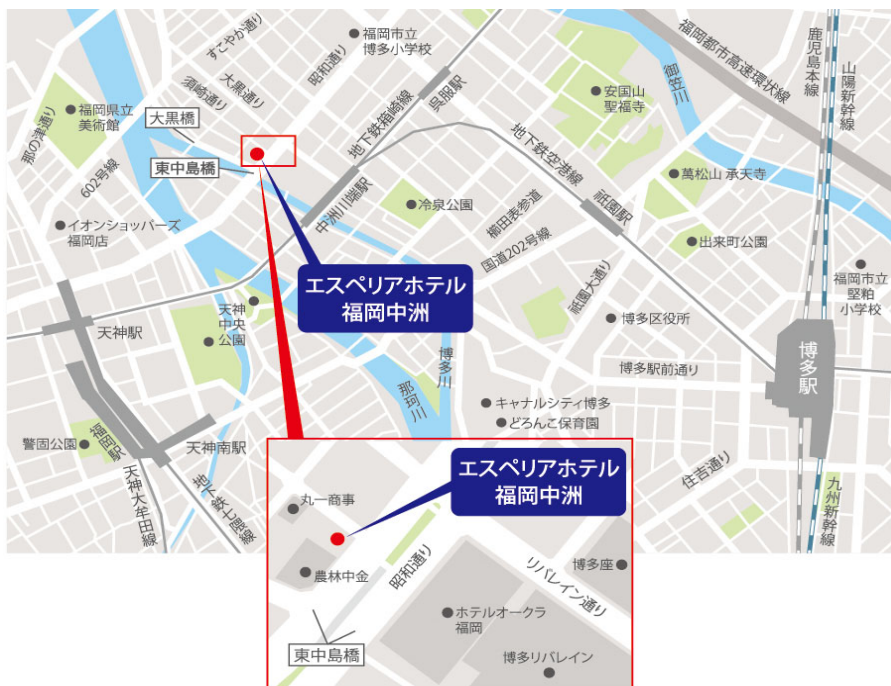 すこやか通り
大黒通り
須崎通り
昭和通り
福岡市立
博多小学校
那の津通り
福岡県立
美術館
大黒橋
602号線
東中島橋
地下鉄箱崎線
呉服駅
地下鉄空港線
安国山
聖福寺
御笠川
福岡都市高速環状線
鹿児島本線
山陽新幹線
萬松山 承天寺
イオンショッパーズ
福岡店
中洲川端駅
冷泉公園
櫛田表参道
国道202号線
祇園駅
出来町公園
福岡市立
堅粕
小学校
エスペリアホテル
福岡中洲
天神
中央
公園
天神駅
祇園大通り
博多区役所
博多駅
博多川
那珂川
博多駅前通り
キャナルシティ博多
どろんこ保育園
警固公園
福岡駅
天神南駅
天神大牟田線
地下鉄七隈線
住吉通り
九州新幹線
エスペリアホテル
福岡中洲
丸一商事
農林中金
昭和通り
リバレイン通り
博多座
ホテルオークラ
福岡
東中島橋
博多リバレイン